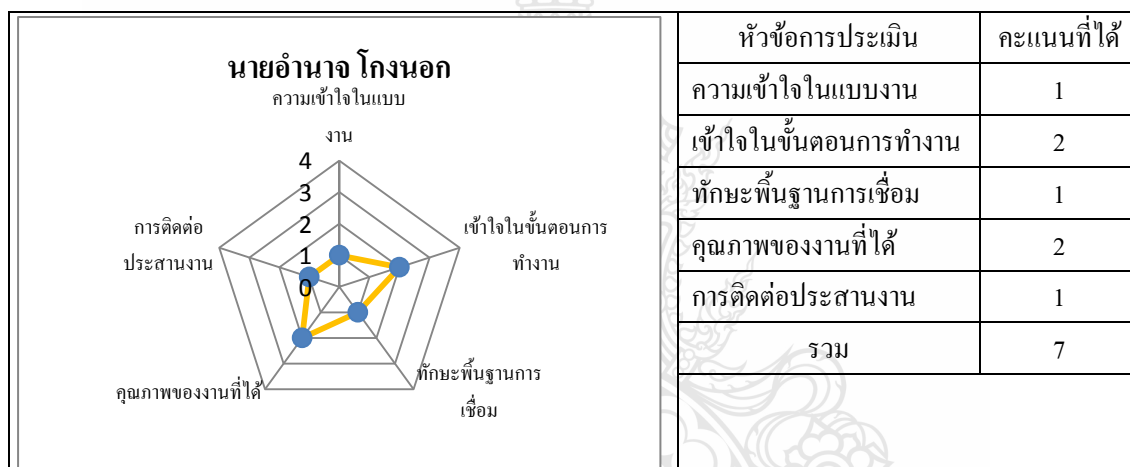 นายอำนาจ โกงนอก
ความเข้าใจในแบบ
งาน
4
3
2
1
0
เข้าใจในขั้นตอนการ
ทำงาน
ทักษะพื้นฐานการ
เชื่อม
คุณภาพของงานที่ได้
การติดต่อ
ประสานงาน
หัวข้อการประเมิน คะแนนที่ได้
ความเข้าใจในแบบงาน 1
เข้าใจในขั้นตอนการทำงาน 2
ทักษะพื้นฐานการเชื่อม 1
คุณภาพของงานที่ได้ 2
การติดต่อประสานงาน 1
รวม 7